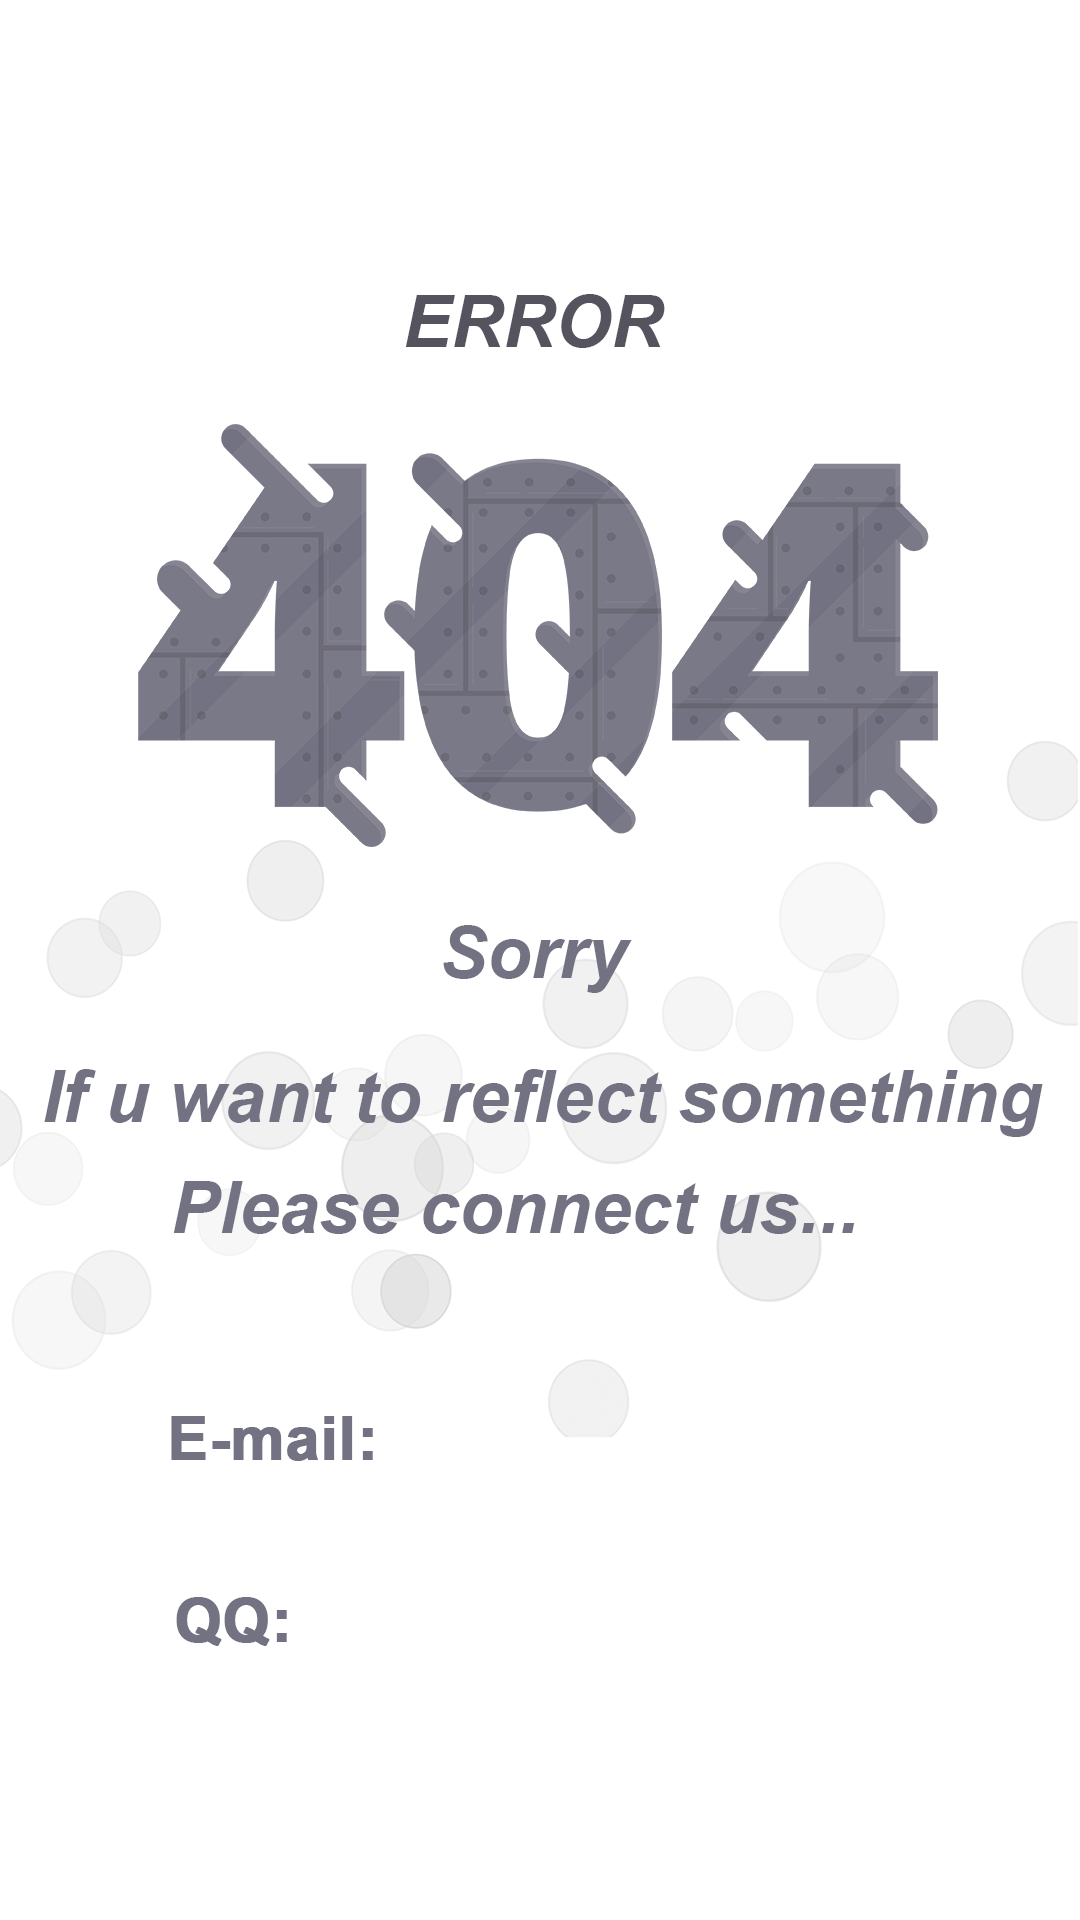 ERROR
404
Sorry
If u want to reflect something
Please connect us...
E-mail:
QQ: